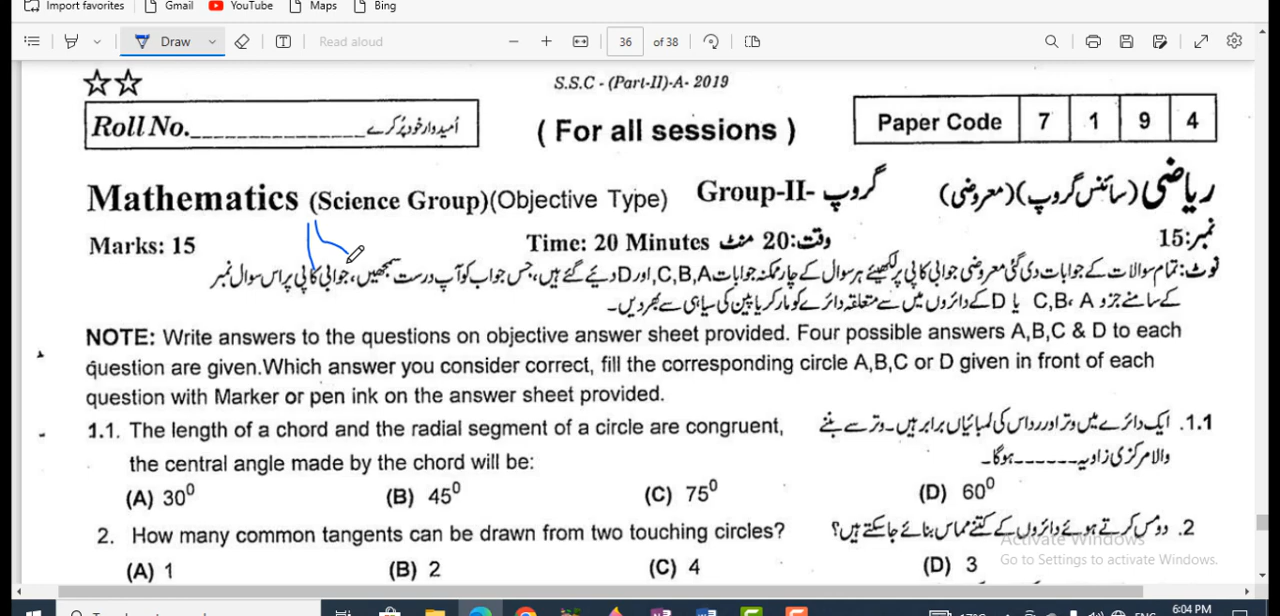 Import favorites Gmail YouTube Maps Bing
Draw Read aloud 36 of 38
S.S.C - (Part-II)-A- 2019
Roll No. _______________ اُمیدوار خود پُر کرے
( For all sessions )
Paper Code 7 1 9 4
Mathematics (Science Group)(Objective Type) Group-II- گروپ ریاضی (سائنس گروپ)(معروضی)
Marks: 15 Time: 20 Minutes وقت:20 منٹ نمبر:15
نوٹ: تمام سوالات کے جوابات دی گئی معروضی جوابی کاپی پر لکھیئے ہر سوال کے چار ممکنہ جوابات C,B,A اور D دیئے گئے ہیں، جس جواب کو آپ درست سمجھیں، جوابی کاپی پر اس سوال نمبر
کے سامنے جزو C,B، A یا D کے دائروں میں سے متعلقہ دائرے کو مارکر یا پین کی سیاہی سے بھر دیں۔
NOTE: Write answers to the questions on objective answer sheet provided. Four possible answers A,B,C & D to each
question are given.Which answer you consider correct, fill the corresponding circle A,B,C or D given in front of each
question with Marker or pen ink on the answer sheet provided.
1.1. The length of a chord and the radial segment of a circle are congruent, 1.1. ایک دائرے میں وتر اور رداس کی لمبائیاں برابر ہیں۔ وتر سے بننے
the central angle made by the chord will be: والا مرکزی زاویہ ------- ہوگا۔
(A) 30⁰ (B) 45⁰ (C) 75⁰ (D) 60⁰
2. How many common tangents can be drawn from two touching circles? 2. دو مس کرتے ہوئے دائروں کے کتنے مماس بنائے جاسکتے ہیں؟
(A) 1 (B) 2 (C) 4 (D) 3
Activate Windows
Go to Settings to activate Windows.
6:04 PM